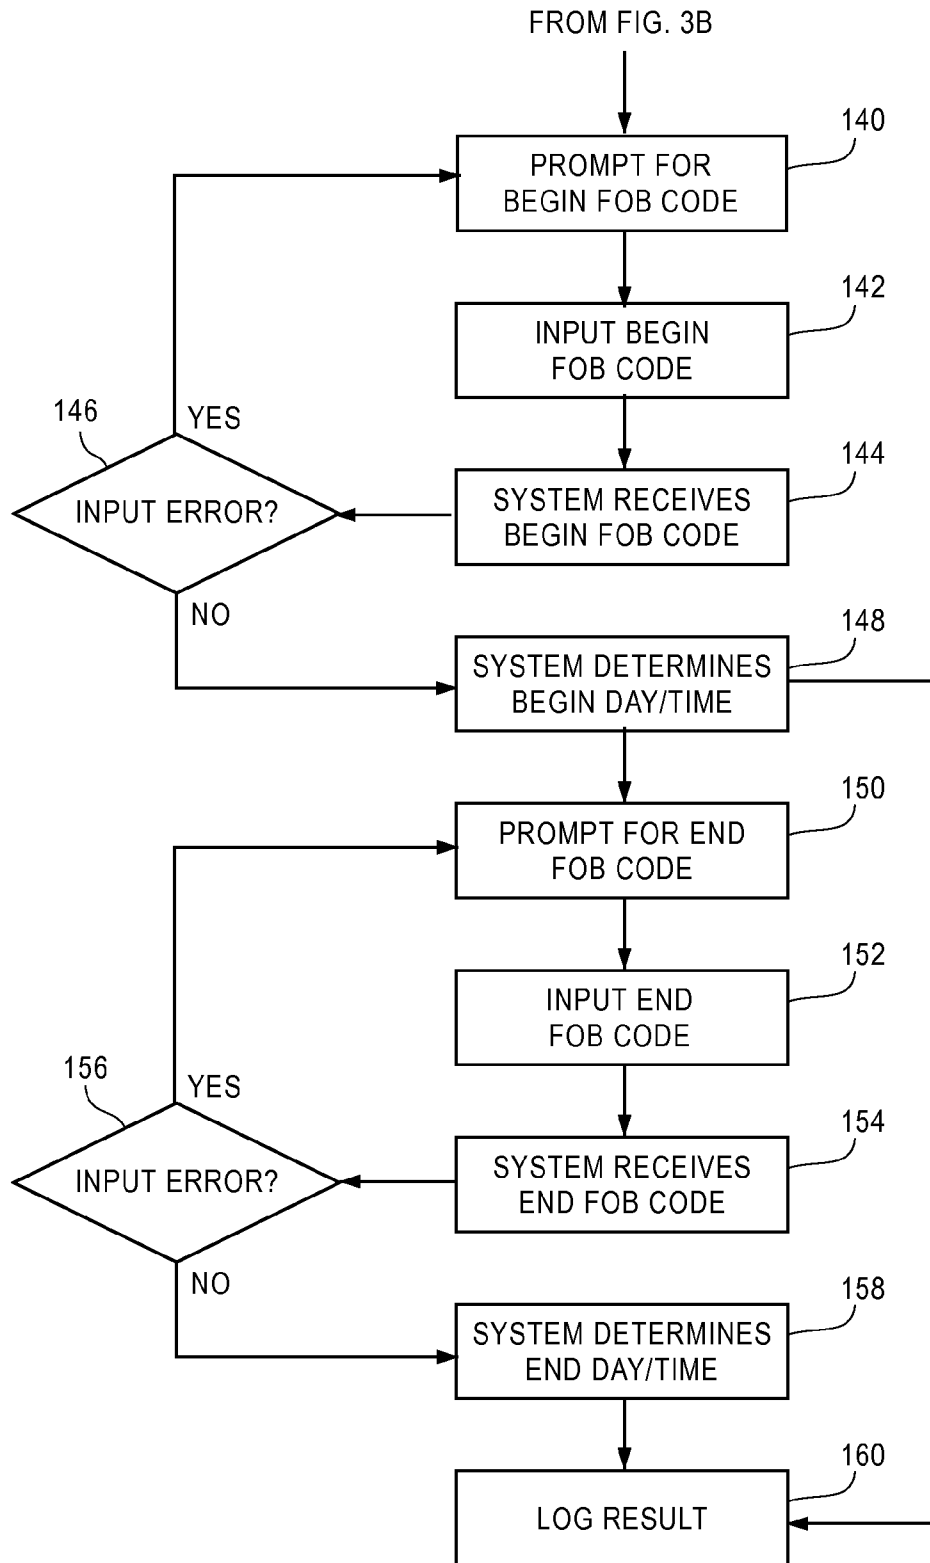 FROM FIG. 3B
140
PROMPT FOR
BEGIN FOB CODE
142
INPUT BEGIN
FOB CODE
146
YES
144
INPUT ERROR?
SYSTEM RECEIVES
BEGIN FOB CODE
NO
148
SYSTEM DETERMINES
BEGIN DAY/TIME
150
PROMPT FOR END
FOB CODE
152
INPUT END
FOB CODE
156
YES
154
INPUT ERROR?
SYSTEM RECEIVES
END FOB CODE
NO
158
SYSTEM DETERMINES
END DAY/TIME
160
LOG RESULT